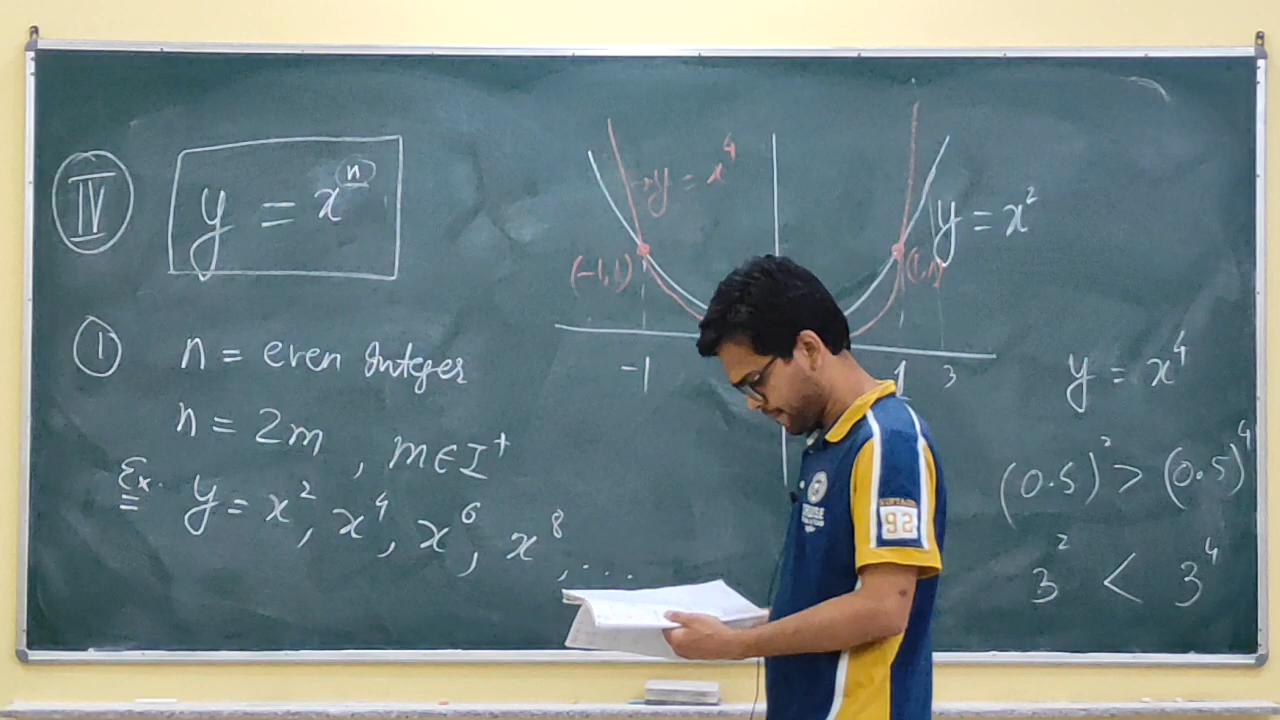 IV
y = xⁿ
① n = even Integer
n = 2m , m ∈ I⁺
Ex. y = x², x⁴, x⁶, x⁸, ...
y = x⁴
y = x²
(-1,1)
(1,1)
-1
1
3
y = x⁴
(0.5)² > (0.5)⁴
3² < 3⁴
92